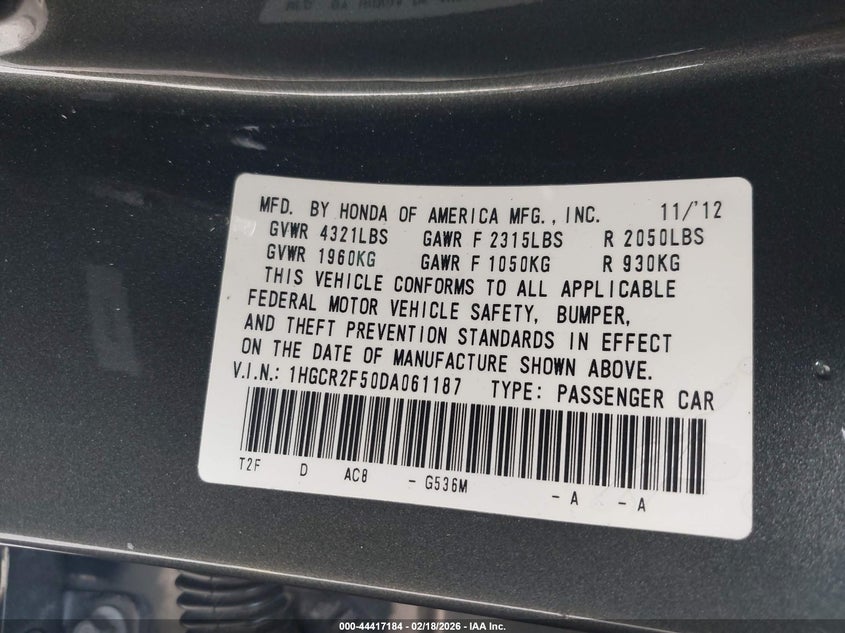 MFD. BY HONDA OF AMERICA MFG., INC. 11/'12
GVWR 4321LBS GAWR F 2315LBS R 2050LBS
GVWR 1960KG GAWR F 1050KG R 930KG
THIS VEHICLE CONFORMS TO ALL APPLICABLE
FEDERAL MOTOR VEHICLE SAFETY, BUMPER,
AND THEFT PREVENTION STANDARDS IN EFFECT
ON THE DATE OF MANUFACTURE SHOWN ABOVE.
V.I.N.: 1HGCR2F50DA061187 TYPE: PASSENGER CAR
T2F D AC8 - G536M - A - A
000-44417184 | 02/18/2026 – IAA Inc.